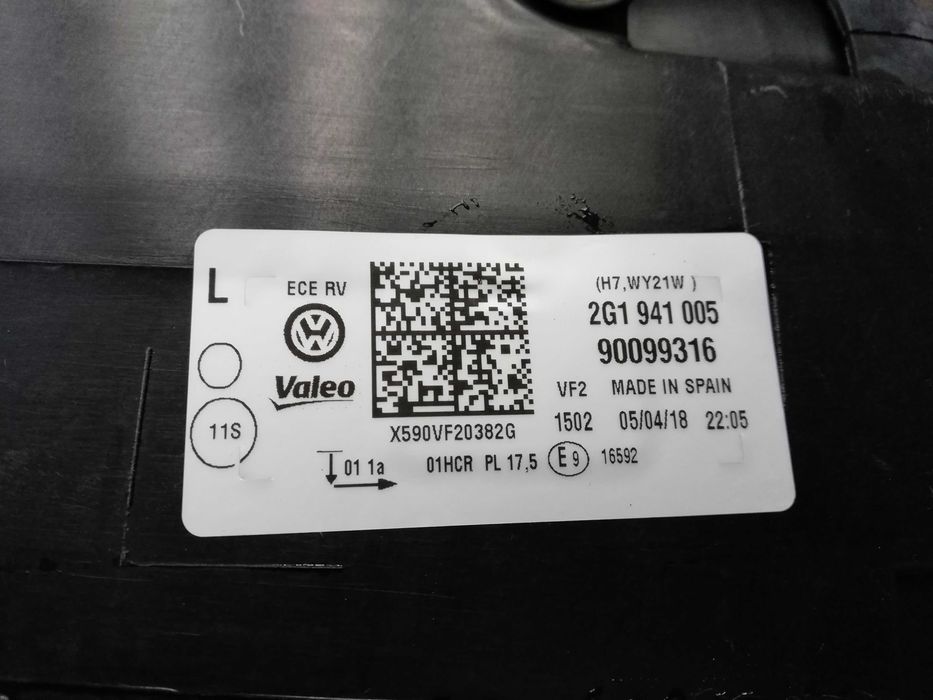 L
ECE RV
(H7,WY21W )
2G1 941 005
90099316
Valeo
VF2 MADE IN SPAIN
11S
X590VF20382G
1502 05/04/18 22:05
01 1a
01HCR PL 17,5 E9 16592